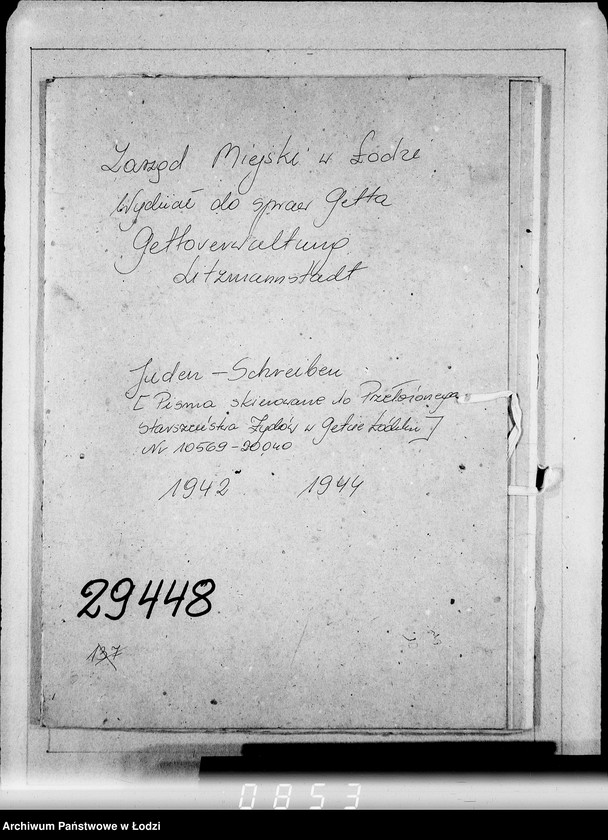 Zarząd Miejski w Łodzi
Wydział do spraw Getta
Gettoverwaltung
Litzmannstadt
Juden – Schreiben
[ Pisma skierowane do Przełożonego
Starszeństwa Żydów w Getcie Łódzkim ]
Nr 10569-20040
1942 1944
29448
137
0853
Archiwum Państwowe w Łodzi